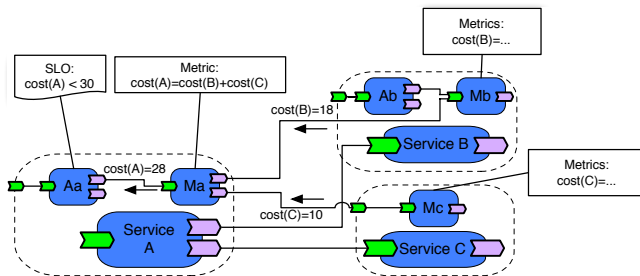 Metrics:
cost(B)=...
SLO:
cost(A) < 30
Metric:
cost(A)=cost(B)+cost(C)
Ab
Mb
cost(B)=18
Service B
Metrics:
cost(C)=...
cost(A)=28
Aa
Ma
cost(C)=10
Mc
Service
A
Service C